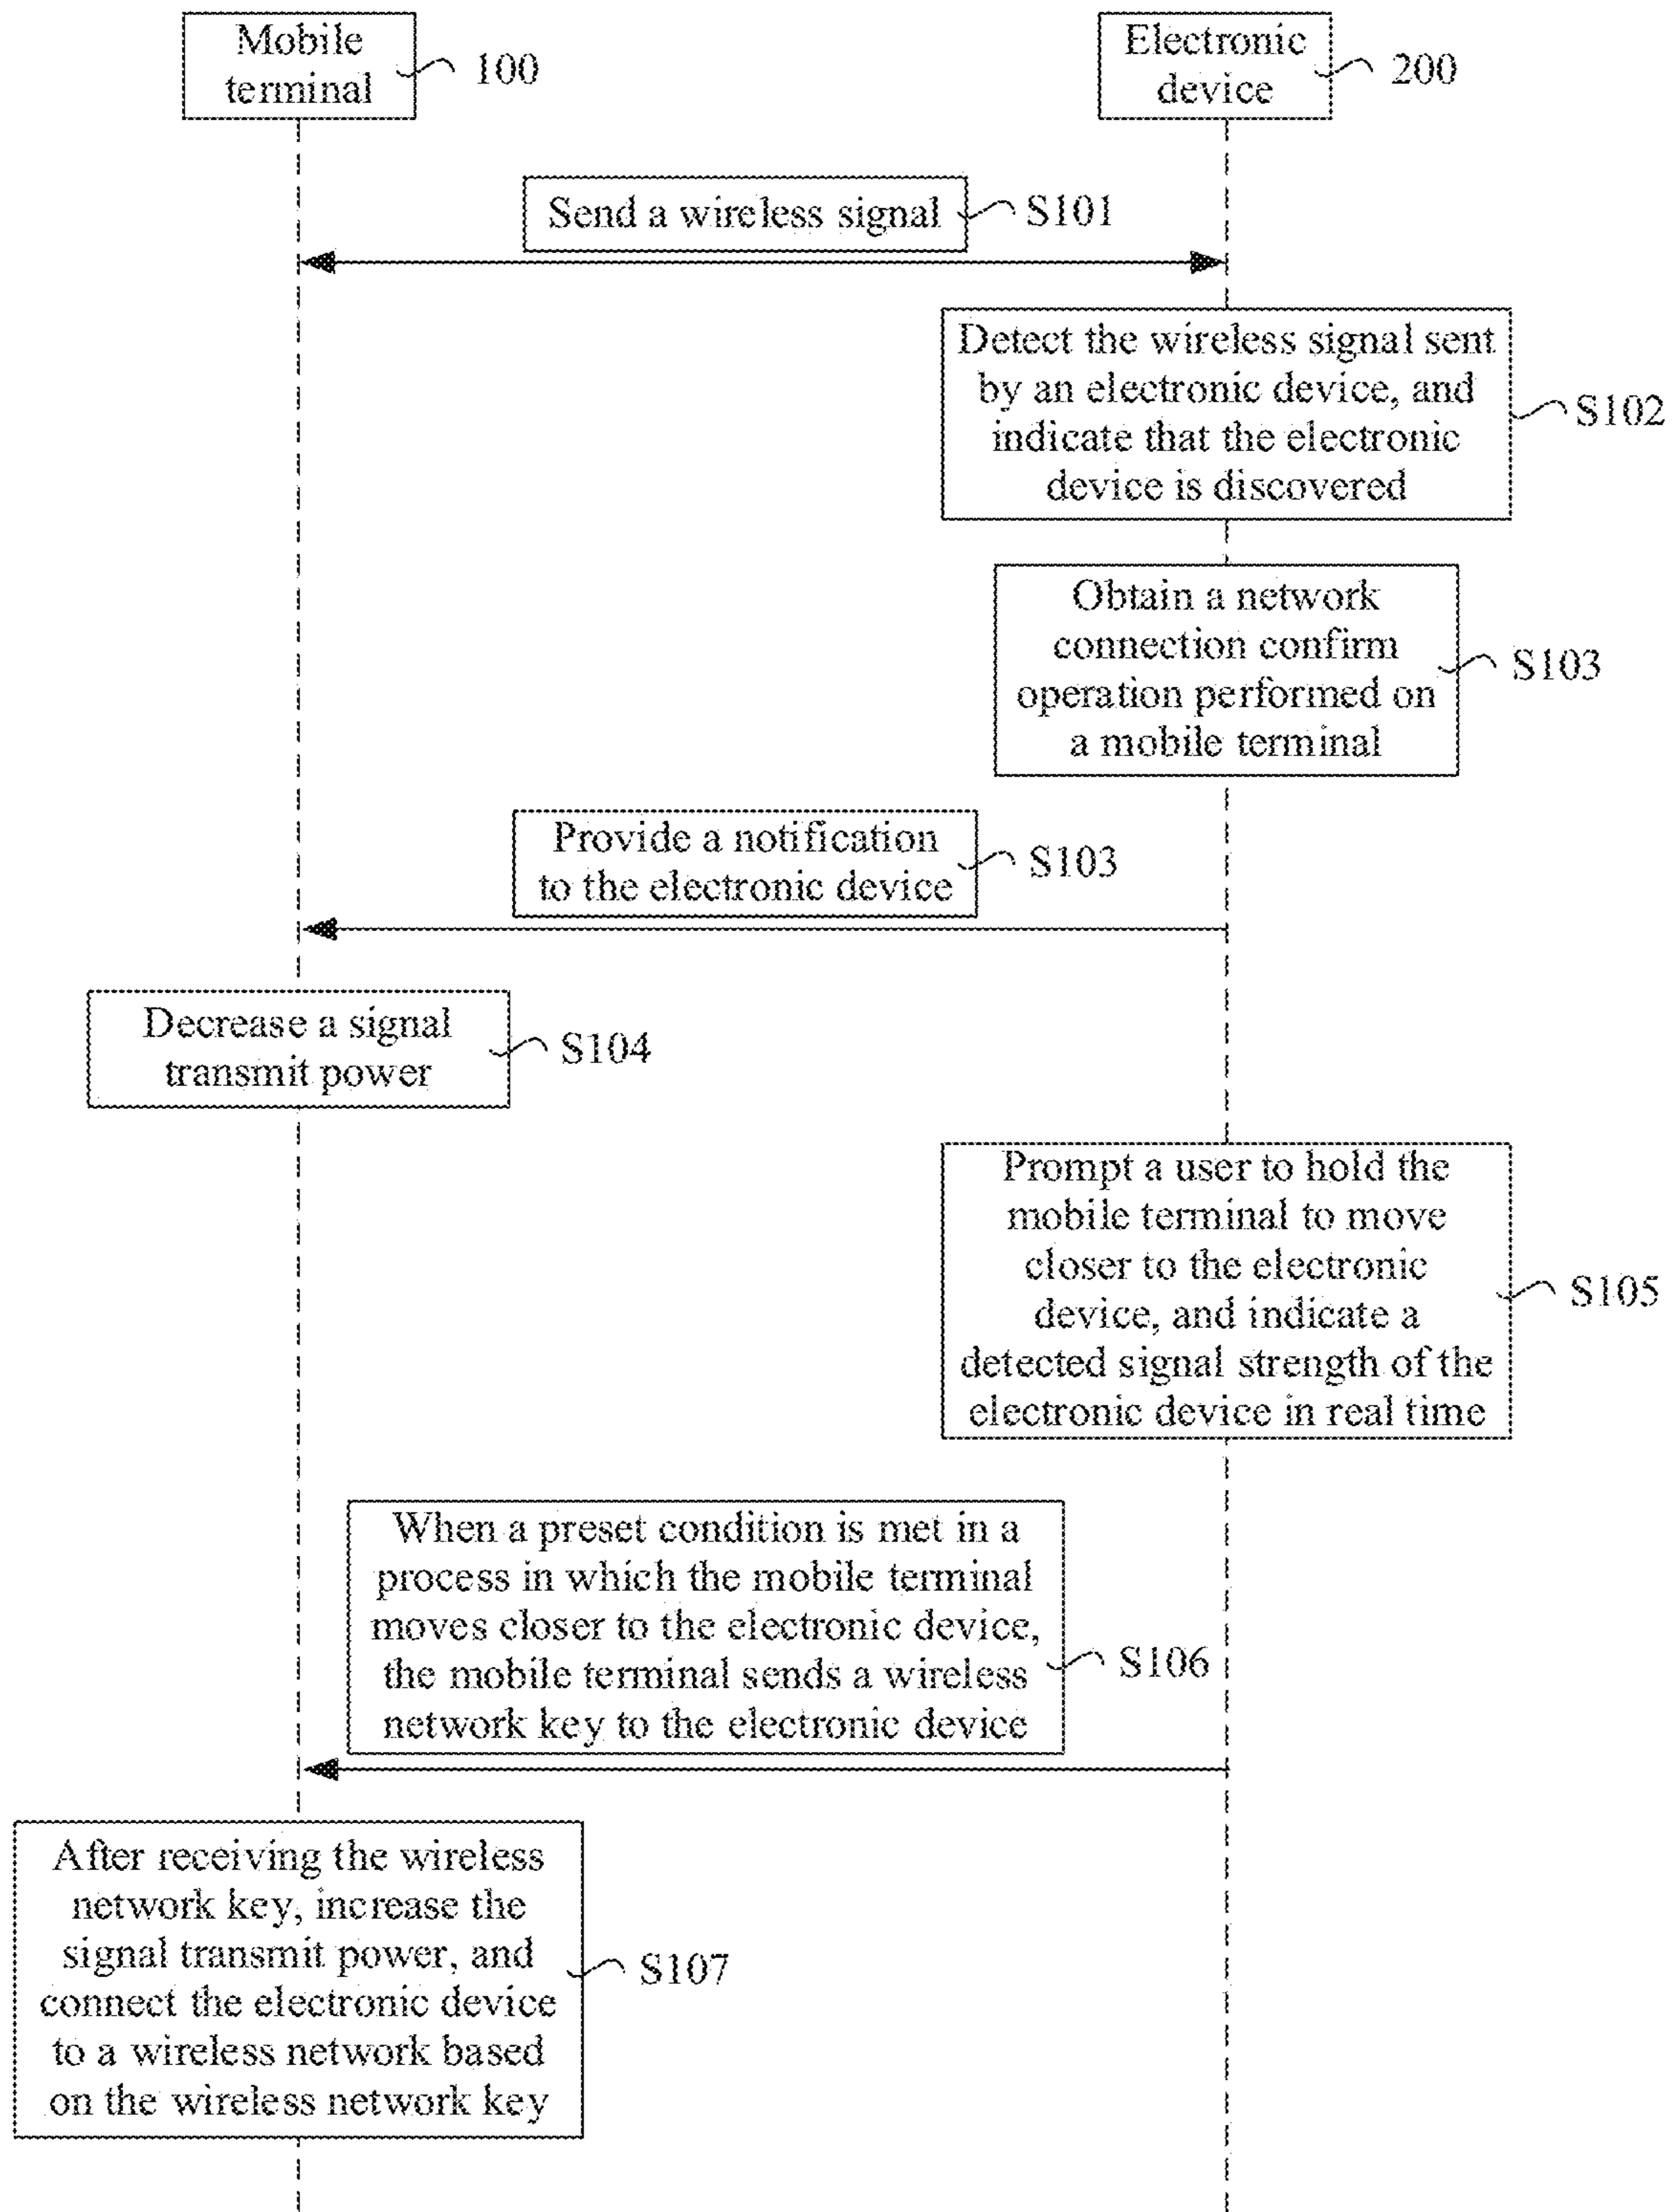 Mobile
terminal
100
Electronic
device
200
Send a wireless signal
S101
Detect the wireless signal sent
by an electronic device, and
indicate that the electronic
device is discovered
S102
Obtain a network
connection confirm
operation performed on
a mobile terminal
S103
Provide a notification
to the electronic device
S103
Decrease a signal
transmit power
S104
Prompt a user to hold the
mobile terminal to move
closer to the electronic
device, and indicate a
detected signal strength of the
electronic device in real time
S105
When a preset condition is met in a
process in which the mobile terminal
moves closer to the electronic device,
the mobile terminal sends a wireless
network key to the electronic device
S106
After receiving the wireless
network key, increase the
signal transmit power, and
connect the electronic device
to a wireless network based
on the wireless network key
S107